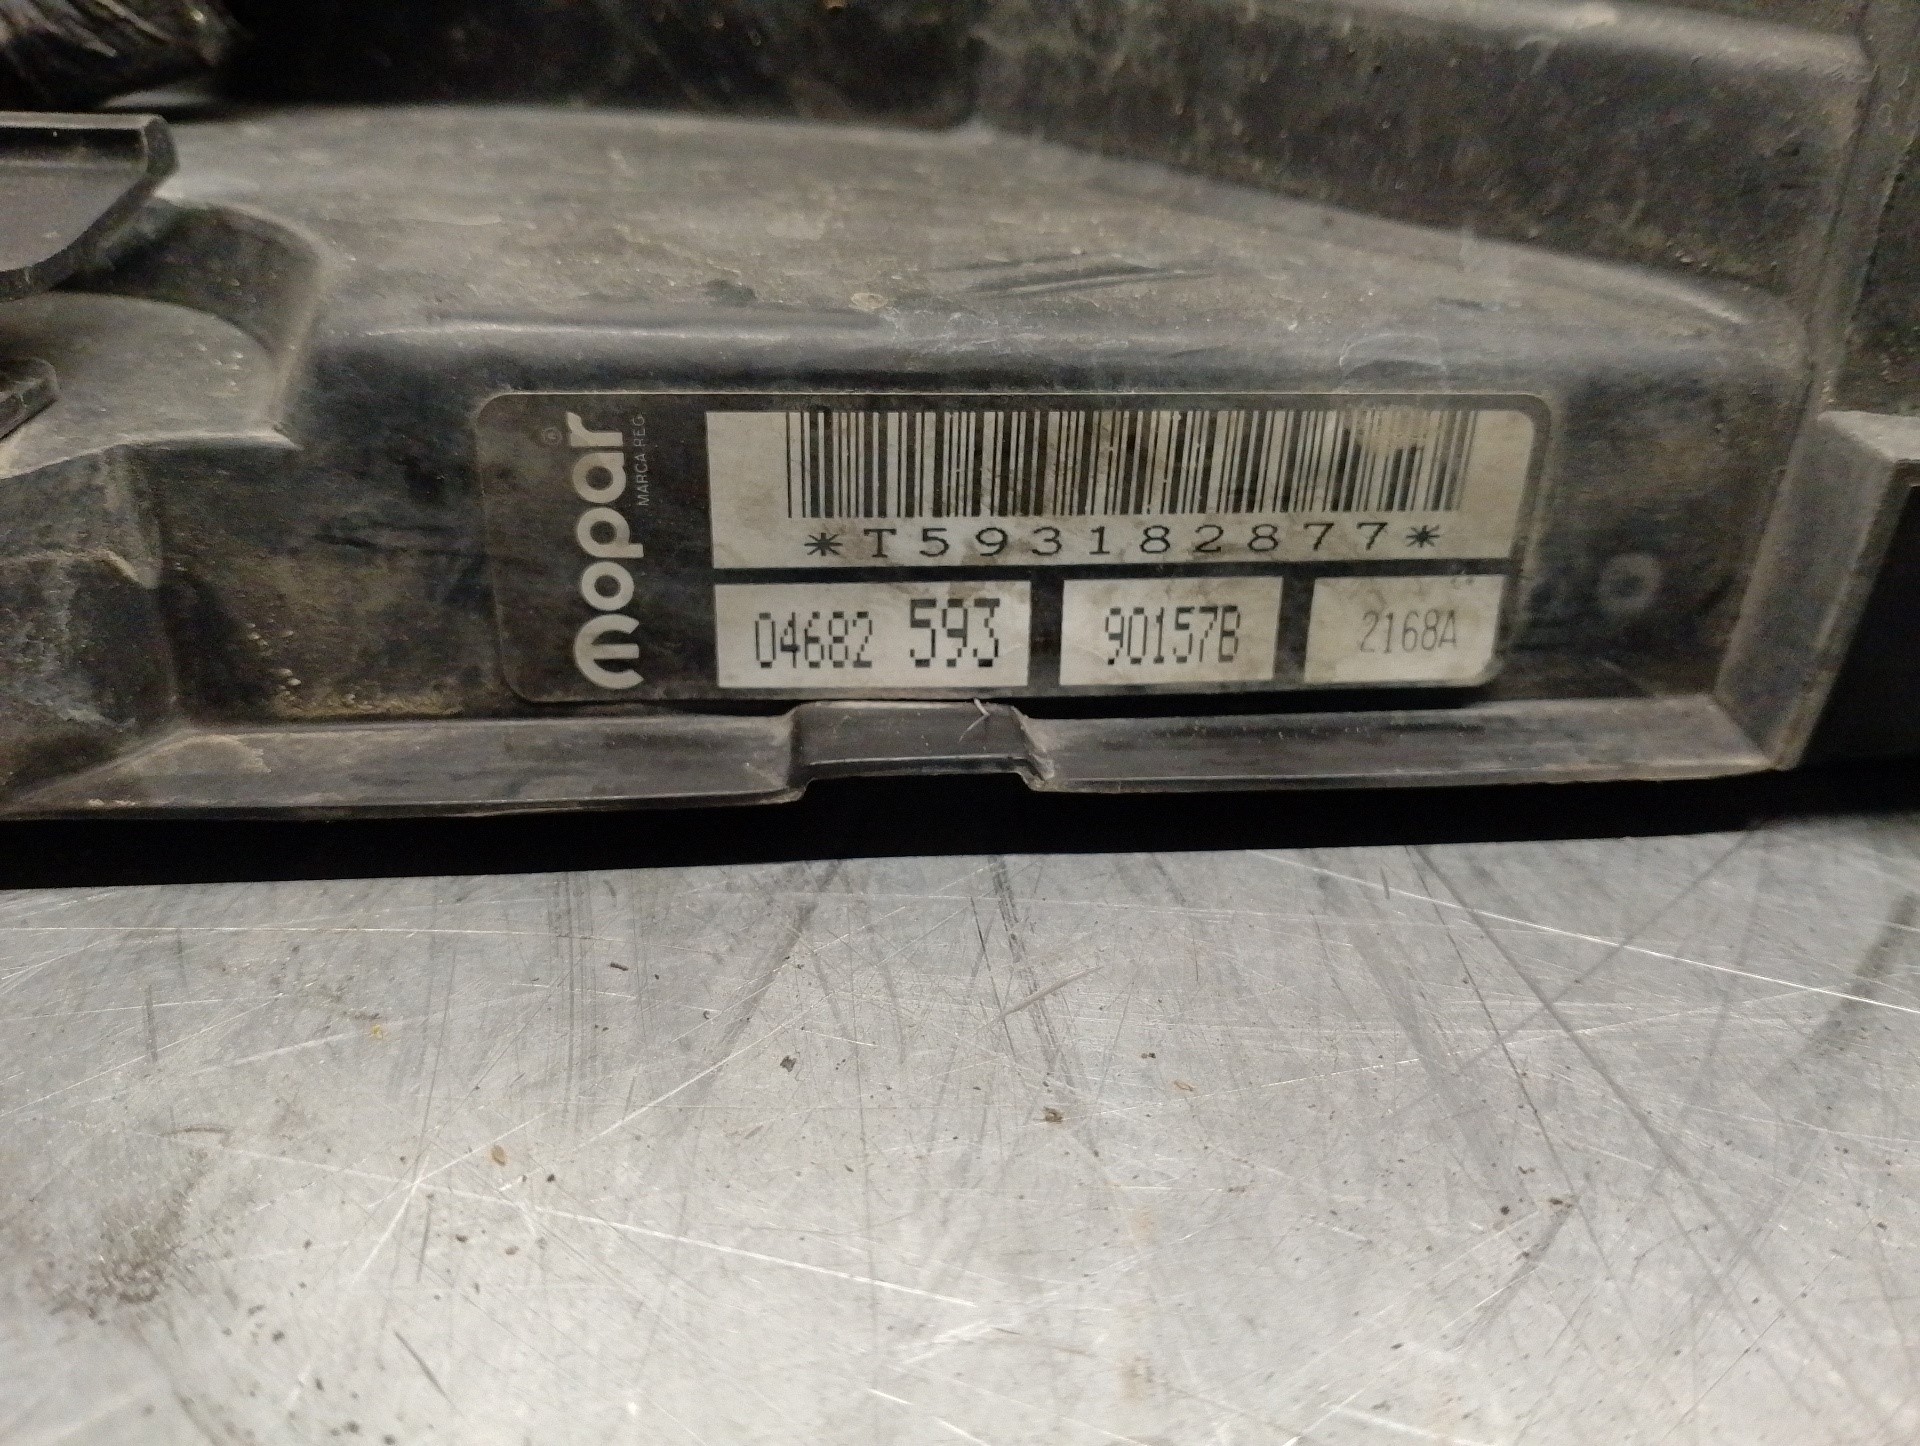 mopar®
MARCA REG.
*T593182877*
04682 593 90157B 2168A